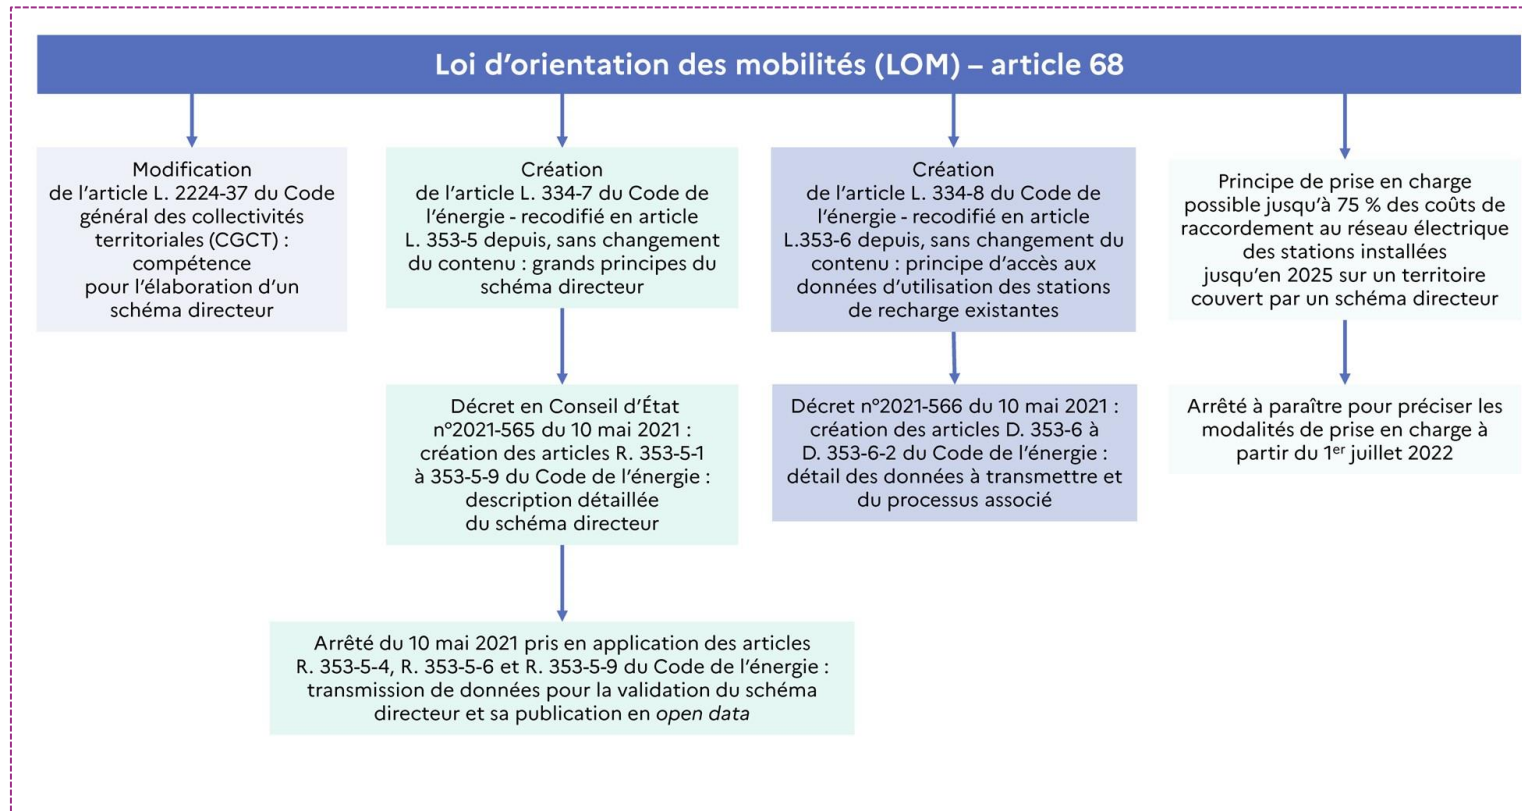 Loi d’orientation des mobilités (LOM) – article 68
Modification
de l’article L. 2224-37 du Code
général des collectivités
territoriales (CGCT) :
compétence
pour l’élaboration d’un
schéma directeur
Création
de l’article L. 334-7 du Code de
l’énergie - recodifié en article
L. 353-5 depuis, sans changement
du contenu : grands principes du
schéma directeur
Création
de l’article L. 334-8 du Code de
l’énergie - recodifié en article
L.353-6 depuis, sans changement du
contenu : principe d’accès aux
données d’utilisation des stations
de recharge existantes
Principe de prise en charge
possible jusqu’à 75 % des coûts de
raccordement au réseau électrique
des stations installées
jusqu’en 2025 sur un territoire
couvert par un schéma directeur
Décret en Conseil d’État
n°2021-565 du 10 mai 2021 :
création des articles R. 353-5-1
à 353-5-9 du Code de l’énergie :
description détaillée
du schéma directeur
Décret n°2021-566 du 10 mai 2021 :
création des articles D. 353-6 à
D. 353-6-2 du Code de l’énergie :
détail des données à transmettre et
du processus associé
Arrêté à paraître pour préciser les
modalités de prise en charge à
partir du 1er juillet 2022
Arrêté du 10 mai 2021 pris en application des articles
R. 353-5-4, R. 353-5-6 et R. 353-5-9 du Code de l’énergie :
transmission de données pour la validation du schéma
directeur et sa publication en open data